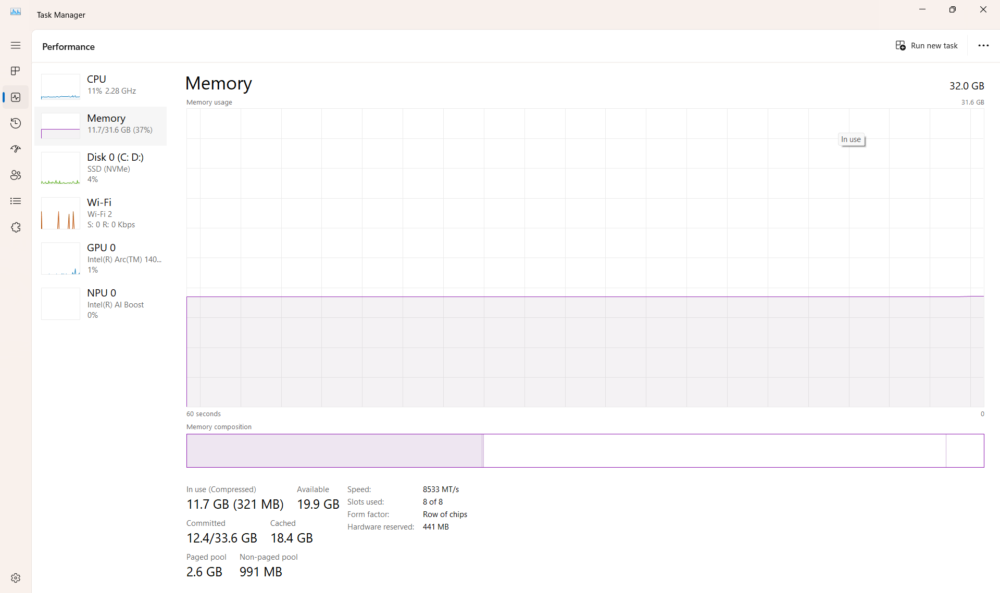 Task Manager
Performance
Run new task
CPU
11% 2.28 GHz
Memory
11.7/31.6 GB (37%)
Disk 0 (C: D:)
SSD (NVMe)
4%
Wi-Fi
Wi-Fi 2
S: 0 R: 0 Kbps
GPU 0
Intel(R) Arc(TM) 140...
1%
NPU 0
Intel(R) AI Boost
0%
Memory
32.0 GB
Memory usage
31.6 GB
In use
60 seconds
0
Memory composition
In use (Compressed)
11.7 GB (321 MB)
Available
19.9 GB
Committed
12.4/33.6 GB
Cached
18.4 GB
Paged pool
2.6 GB
Non-paged pool
991 MB
Speed: 8533 MT/s
Slots used: 8 of 8
Form factor: Row of chips
Hardware reserved: 441 MB